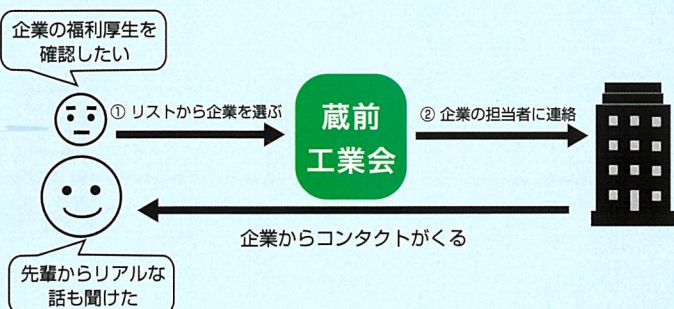 企業の福利厚生を
確認したい
① リストから企業を選ぶ
蔵前
工業会
② 企業の担当者に連絡
企業からコンタクトがくる
先輩からリアルな
話も聞けた